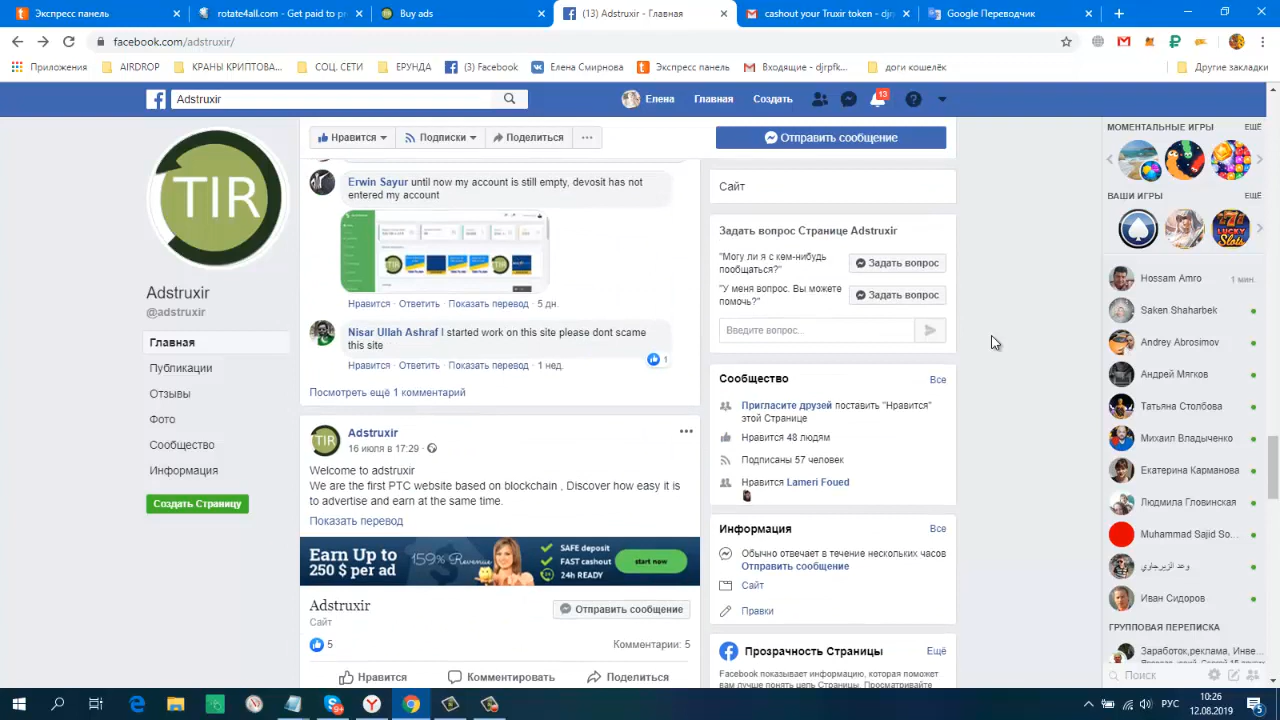 Экспресс панель
rotate4all.com - Get paid to pr
Buy ads
(13) Adstruxir - Главная
cashout your Truxir token - djrp
Google Переводчик
facebook.com/adstruxir/
Приложения
AIRDROP
КРАНЫ КРИПТОВА...
СОЦ. СЕТИ
ЕРУНДА
Facebook
Елена Смирнова
Экспресс панель
Входящие - djrpfk...
доги кошелёк
Другие закладки
Adstruxir
Елена
Главная
Создать
13
TIR
Adstruxir
@adstruxir
Главная
Публикации
Отзывы
Фото
Сообщество
Информация
Создать Страницу
Нравится
Подписки
Поделиться
Отправить сообщение
Erwin Sayur until now my account is still empty, devosit has not
entered my account
Нравится · Ответить · Показать перевод · 5 дн.
Nisar Ullah Ashraf I started work on this site please dont scame
this site
1
Нравится · Ответить · Показать перевод · 1 нед.
Посмотреть ещё 1 комментарий
TIR
Adstruxir
16 июля в 17:29 ·
Welcome to adstruxir
We are the first PTC website based on blockchain , Discover how easy it is
to advertise and earn at the same time.
Показать перевод
Earn Up to
250 $ per ad
159% Revenue
SAFE deposit
FAST cashout
24h READY
start now
Adstruxir
Сайт
Отправить сообщение
5
Комментарии: 5
Нравится
Комментировать
Поделиться
Сайт
Задать вопрос Странице Adstruxir
"Могу ли я с кем-нибудь
пообщаться?"
Задать вопрос
"У меня вопрос. Вы можете
помочь?"
Задать вопрос
Введите вопрос...
Сообщество
Все
Пригласите друзей поставить "Нравится"
этой Странице
Нравится 48 людям
Подписаны 57 человек
Нравится Lameri Foued
Информация
Все
Обычно отвечает в течение нескольких часов
Отправить сообщение
Сайт
Правки
Прозрачность Страницы
Ещё
Facebook показывает информацию, которая поможет
вам лучше понять цель Страницы. Просматривайте
МОМЕНТАЛЬНЫЕ ИГРЫ
ЕЩЁ
ВАШИ ИГРЫ
ЕЩЁ
Hossam Amro
1 мин.
Saken Shaharbek
Andrey Abrosimov
Андрей Мягков
Татьяна Столбова
Михаил Владыченко
Екатерина Карманова
Людмила Гловинская
Muhammad Sajid So...
وعد الزيرجاوي
Иван Сидоров
ГРУППОВАЯ ПЕРЕПИСКА
Заработок,реклама, Инве...
Поиск
РУС
10:26
12.08.2019
5